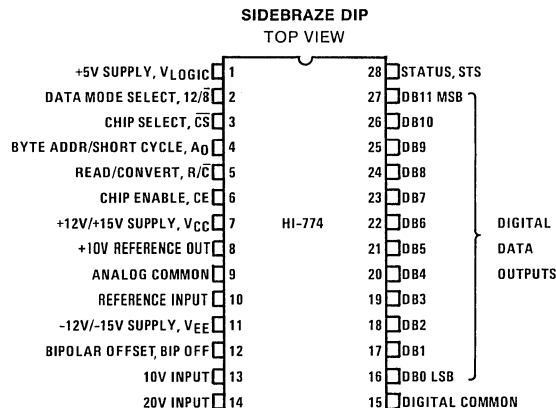 SIDEBRAZE DIP
TOP VIEW
+5V SUPPLY, VLOGIC 1
DATA MODE SELECT, 12/8̅ 2
CHIP SELECT, C̅S̅ 3
BYTE ADDR/SHORT CYCLE, A0 4
READ/CONVERT, R/C̅ 5
CHIP ENABLE, CE 6
+12V/+15V SUPPLY, VCC 7
+10V REFERENCE OUT 8
ANALOG COMMON 9
REFERENCE INPUT 10
-12V/-15V SUPPLY, VEE 11
BIPOLAR OFFSET, BIP OFF 12
10V INPUT 13
20V INPUT 14
HI-774
28 STATUS, STS
27 DB11 MSB
26 DB10
25 DB9
24 DB8
23 DB7
22 DB6
21 DB5
20 DB4
19 DB3
18 DB2
17 DB1
16 DB0 LSB
15 DIGITAL COMMON
DIGITAL
DATA
OUTPUTS